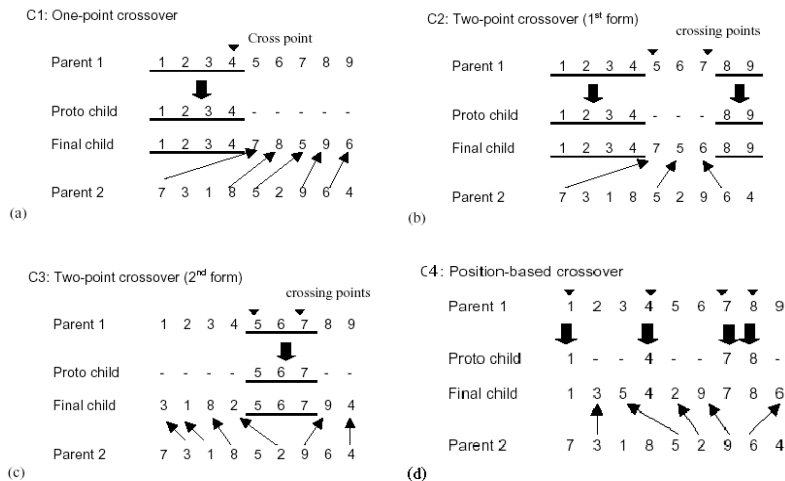 C1: One-point crossover
Cross point
Parent 1 1 2 3 4 5 6 7 8 9
Proto child 1 2 3 4 - - - - -
Final child 1 2 3 4 7 8 5 9 6
Parent 2 7 3 1 8 5 2 9 6 4
(a)
C2: Two-point crossover (1st form)
crossing points
Parent 1 1 2 3 4 5 6 7 8 9
Proto child 1 2 3 4 - - - 8 9
Final child 1 2 3 4 7 5 6 8 9
Parent 2 7 3 1 8 5 2 9 6 4
(b)
C3: Two-point crossover (2nd form)
crossing points
Parent 1 1 2 3 4 5 6 7 8 9
Proto child - - - - 5 6 7 - -
Final child 3 1 8 2 5 6 7 9 4
Parent 2 7 3 1 8 5 2 9 6 4
(c)
C4: Position-based crossover
Parent 1 1 2 3 4 5 6 7 8 9
Proto child 1 - - 4 - - 7 8 -
Final child 1 3 5 4 2 9 7 8 6
Parent 2 7 3 1 8 5 2 9 6 4
(d)